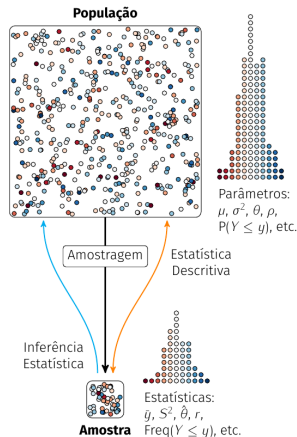 População
Parâmetros:
μ, σ², θ, ρ,
P(Y ≤ y), etc.
Amostragem
Estatística
Descritiva
Inferência
Estatística
Estatísticas:
ȳ, S², θ̂, r,
Freq(Y ≤ y), etc.
Amostra